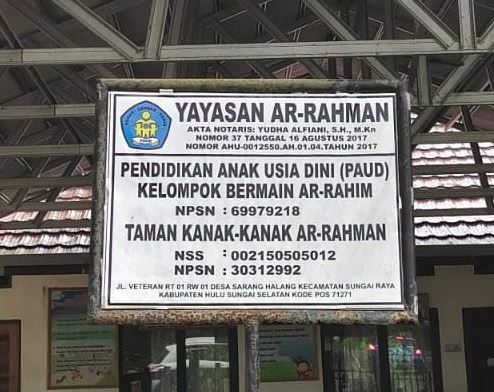 YAYASAN AR-RAHMAN
AKTA NOTARIS: YUDHA ALFIANI, S.H., M.Kn
NOMOR 37 TANGGAL 16 AGUSTUS 2017
NOMOR AHU-0012550.AH.01.04.TAHUN 2017
PENDIDIKAN ANAK USIA DINI (PAUD)
KELOMPOK BERMAIN AR-RAHIM
NPSN : 69979218
TAMAN KANAK-KANAK AR-RAHMAN
NSS : 002150505012
NPSN : 30312992
JL. VETERAN RT 01 RW 01 DESA SARANG HALANG KECAMATAN SUNGAI RAYA
KABUPATEN HULU SUNGAI SELATAN KODE POS 71271